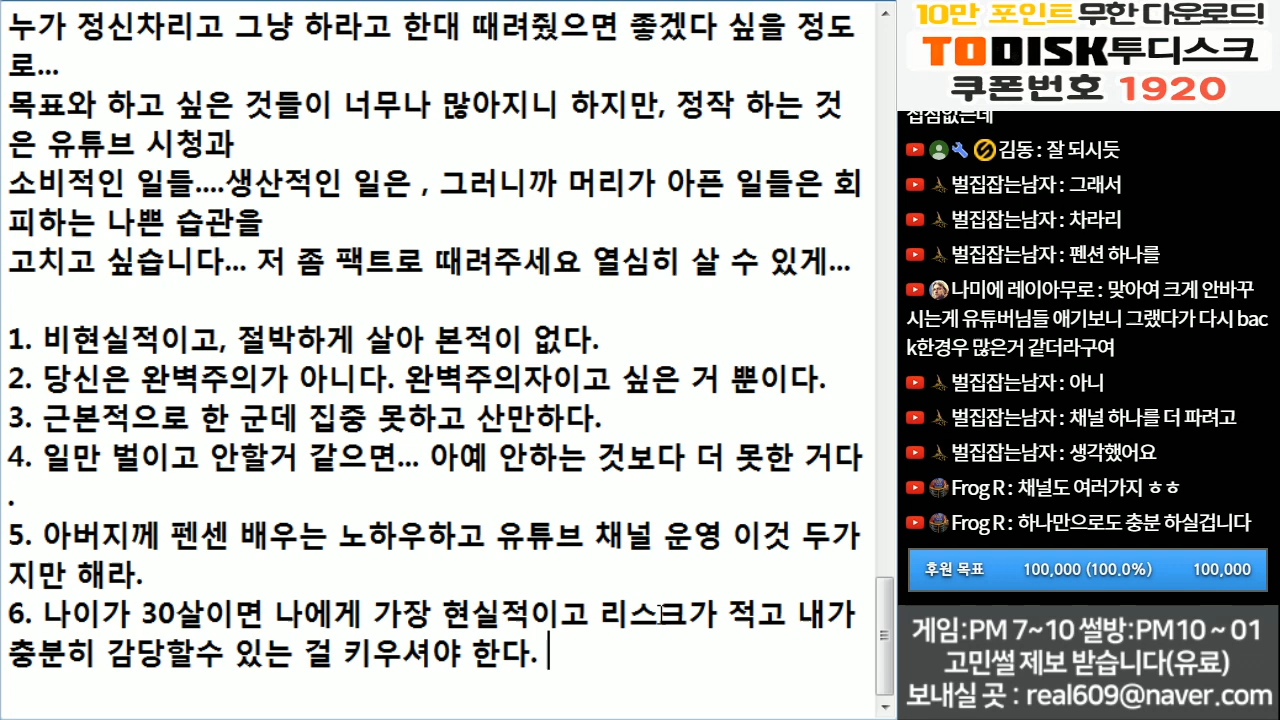 누가 정신차리고 그냥 하라고 한대 때려줬으면 좋겠다 싶을 정도
로...
목표와 하고 싶은 것들이 너무나 많아지니 하지만, 정작 하는 것
은 유튜브 시청과
소비적인 일들....생산적인 일은 , 그러니까 머리가 아픈 일들은 회
피하는 나쁜 습관을
고치고 싶습니다... 저 좀 팩트로 때려주세요 열심히 살 수 있게...
1. 비현실적이고, 절박하게 살아 본적이 없다.
2. 당신은 완벽주의가 아니다. 완벽주의자이고 싶은 거 뿐이다.
3. 근본적으로 한 군데 집중 못하고 산만하다.
4. 일만 벌이고 안할거 같으면... 아예 안하는 것보다 더 못한 거다
.
5. 아버지께 펜센 배우는 노하우하고 유튜브 채널 운영 이것 두가
지만 해라.
6. 나이가 30살이면 나에게 가장 현실적이고 리스크가 적고 내가
충분히 감당할수 있는 걸 키우셔야 한다.
10만 포인트 무한 다운로드!
TODISK투디스크
쿠폰번호 1920
접점없는데
김동 : 잘 되시듯
벌집잡는남자 : 그래서
벌집잡는남자 : 차라리
벌집잡는남자 : 펜션 하나를
나미에 레이아무로 : 맞아여 크게 안바꾸
시는게 유튜버님들 얘기보니 그랬다가 다시 bac
k한경우 많은거 같더라구여
벌집잡는남자 : 아니
벌집잡는남자 : 채널 하나를 더 파려고
벌집잡는남자 : 생각했어요
Frog R : 채널도 여러가지 ㅎㅎ
Frog R : 하나만으로도 충분 하실겁니다
후원 목표 100,000 (100.0%) 100,000
게임:PM 7~10 썰방:PM10 ~ 01
고민썰 제보 받습니다(유료)
보내실 곳 : real609@naver.com